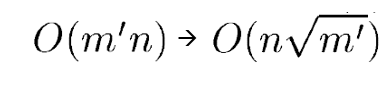 O(m′n) → O(n√m′)